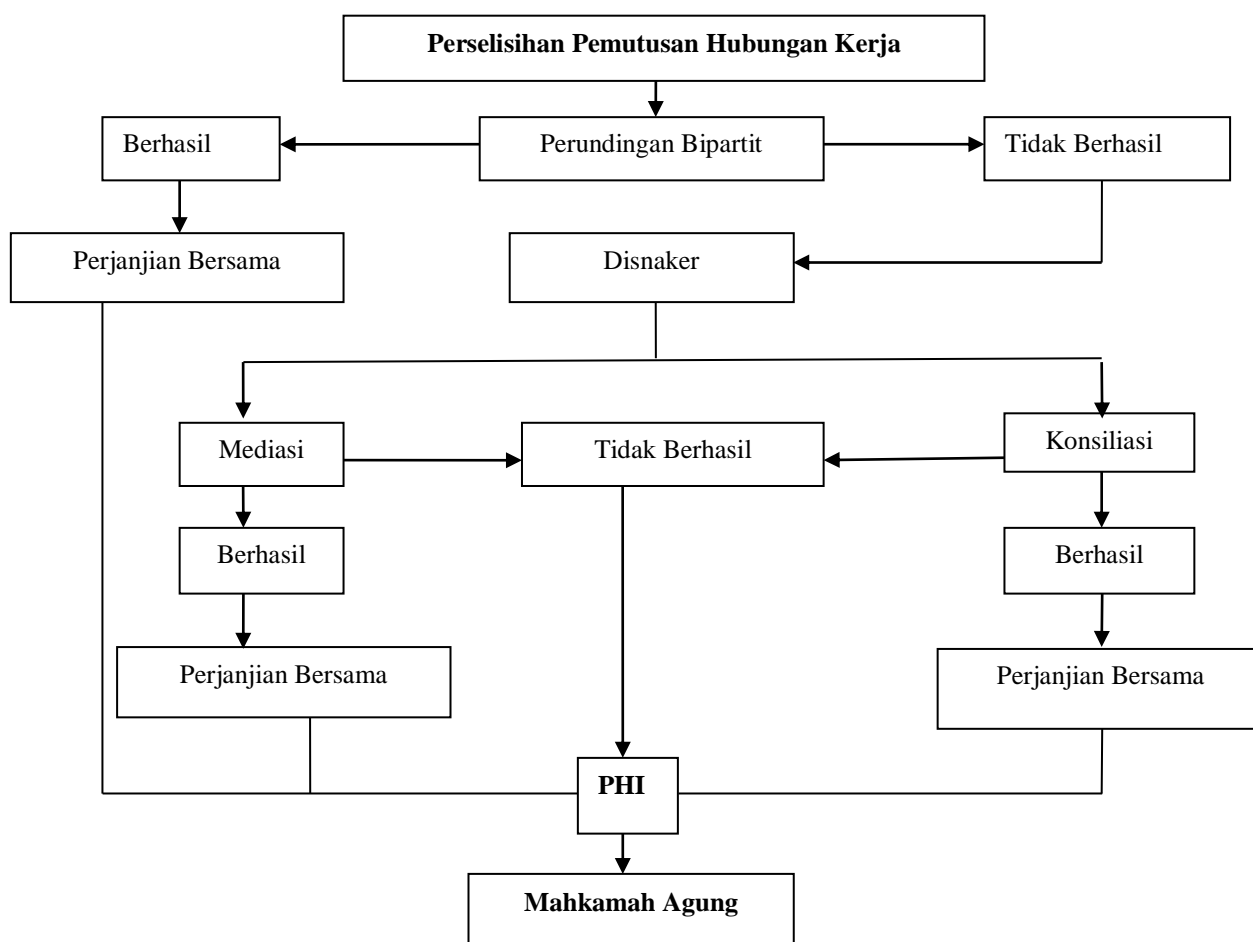 Perselisihan Pemutusan Hubungan Kerja
Berhasil
Perundingan Bipartit
Tidak Berhasil
Perjanjian Bersama
Disnaker
Mediasi
Tidak Berhasil
Konsiliasi
Berhasil
Berhasil
Perjanjian Bersama
Perjanjian Bersama
PHI
Mahkamah Agung